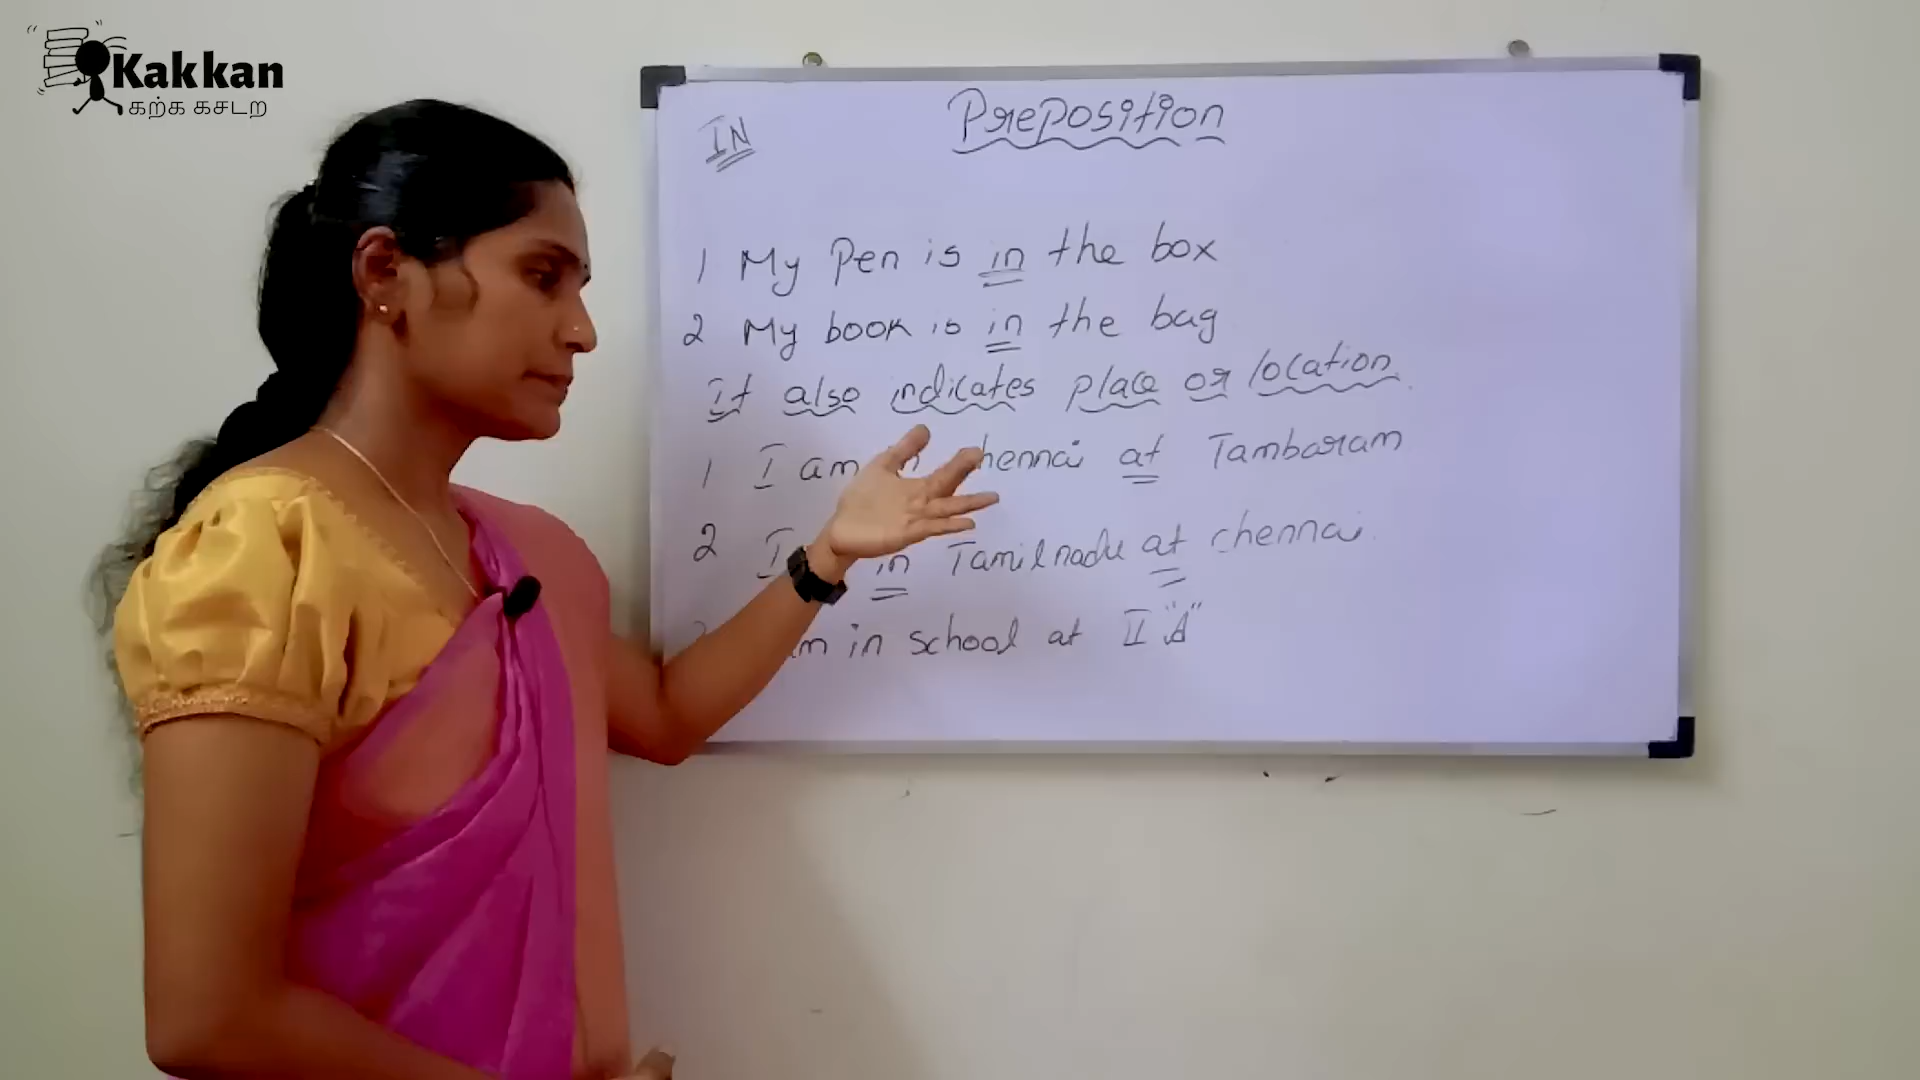 Kakkan
கற்க கசடற
Preposition
IN
1 My Pen is in the box
2 My book is in the bag
It also indicates place or location.
1 I am in chennai at Tambaram
2 I in Tamilnadu at chennai.
in school at II "A"